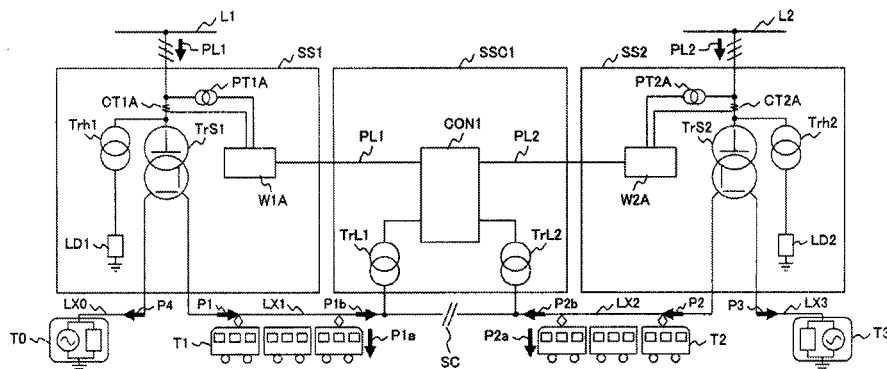 L1
L2
PL1
SS1
SSC1
SS2
PL2
PT1A
PT2A
CT1A
CT2A
Trh1
TrS1
PL1
CON1
PL2
TrS2
Trh2
W1A
W2A
LD1
TrL1
TrL2
LD2
LX0
P4
P1
LX1
P1b
P2b
LX2
P2
P3
LX3
T0
T1
P1a
SC
P2a
T2
T3